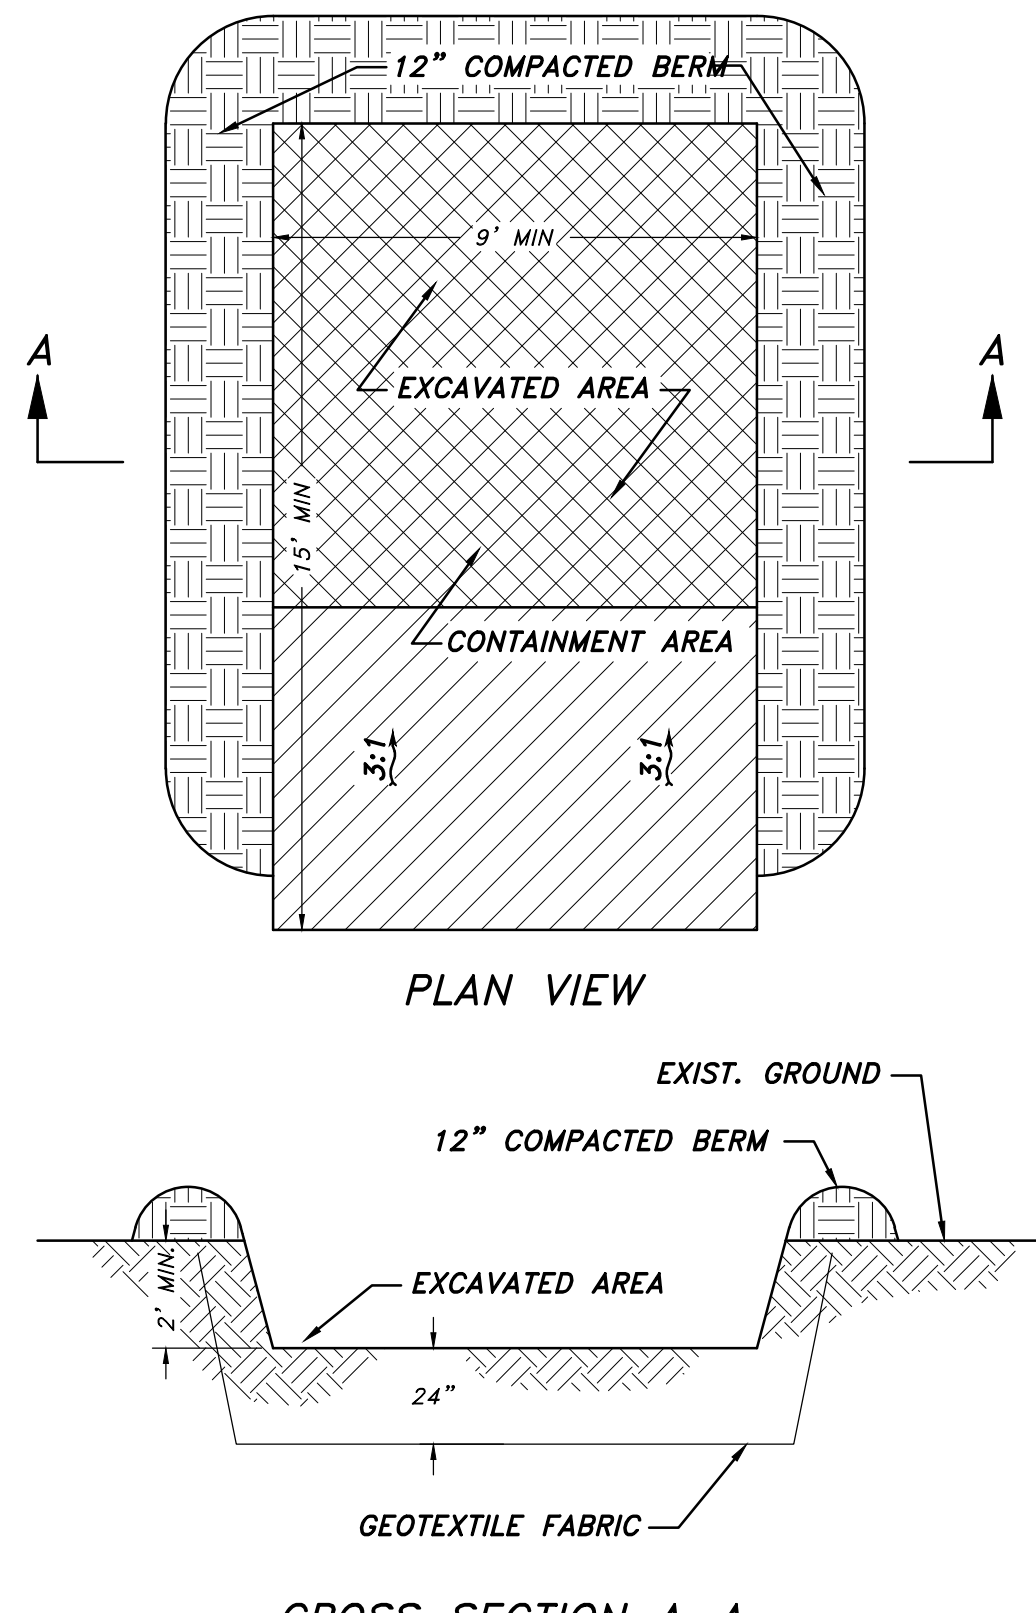 12” COMPACTED BERM
9’ MIN
A
A
EXCAVATED AREA
15’ MIN
CONTAINMENT AREA
3:1
3:1
PLAN VIEW
EXIST. GROUND
12” COMPACTED BERM
2’ MIN.
EXCAVATED AREA
24”
GEOTEXTILE FABRIC
CROSS SECTION A-A